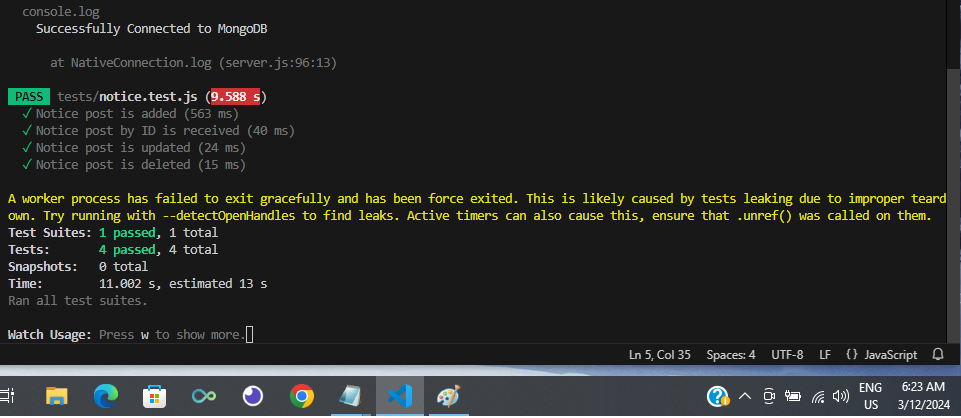 console.log
Successfully Connected to MongoDB
at NativeConnection.log (server.js:96:13)
PASS tests/notice.test.js (9.588 s)
✓ Notice post is added (563 ms)
✓ Notice post by ID is received (40 ms)
✓ Notice post is updated (24 ms)
✓ Notice post is deleted (15 ms)
A worker process has failed to exit gracefully and has been force exited. This is likely caused by tests leaking due to improper teard
own. Try running with --detectOpenHandles to find leaks. Active timers can also cause this, ensure that .unref() was called on them.
Test Suites: 1 passed, 1 total
Tests: 4 passed, 4 total
Snapshots: 0 total
Time: 11.002 s, estimated 13 s
Ran all test suites.
Watch Usage: Press w to show more.
Ln 5, Col 35 Spaces: 4 UTF-8 LF {} JavaScript
ENG 6:23 AM
US 3/12/2024